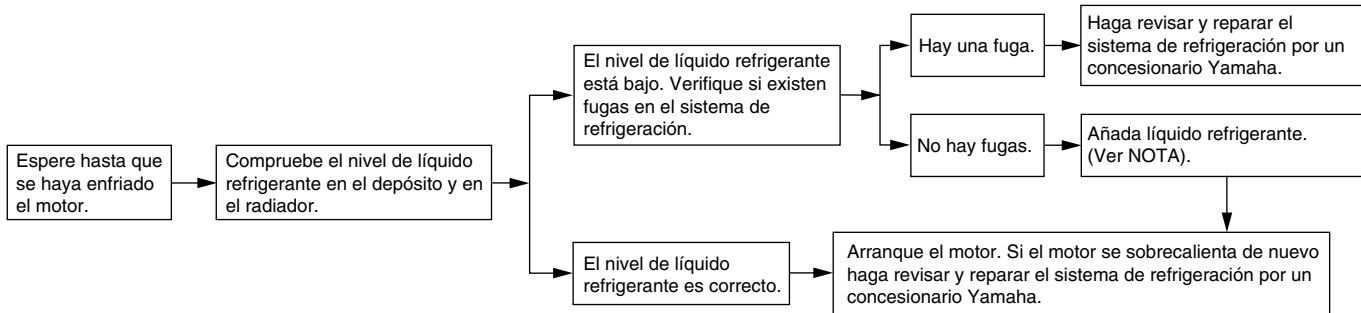 Espere hasta que
se haya enfriado
el motor.
Compruebe el nivel de líquido
refrigerante en el depósito y en
el radiador.
El nivel de líquido refrigerante
está bajo. Verifique si existen
fugas en el sistema de
refrigeración.
Hay una fuga.
Haga revisar y reparar el
sistema de refrigeración por un
concesionario Yamaha.
No hay fugas.
Añada líquido refrigerante.
(Ver NOTA).
El nivel de líquido
refrigerante es correcto.
Arranque el motor. Si el motor se sobrecalienta de nuevo
haga revisar y reparar el sistema de refrigeración por un
concesionario Yamaha.